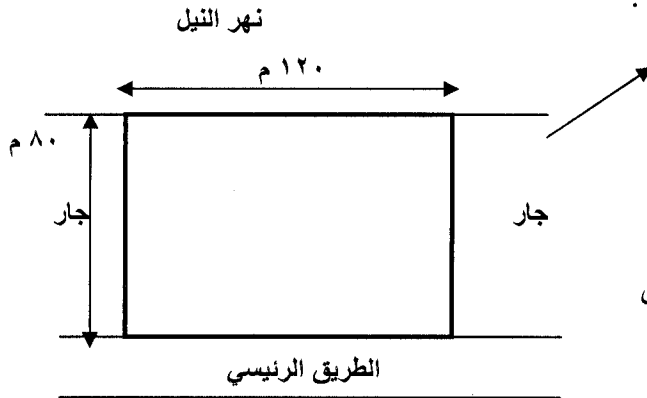 نهر النيل
١٢٠ م
٨٠ م
جار
جار
الطريق الرئيسي